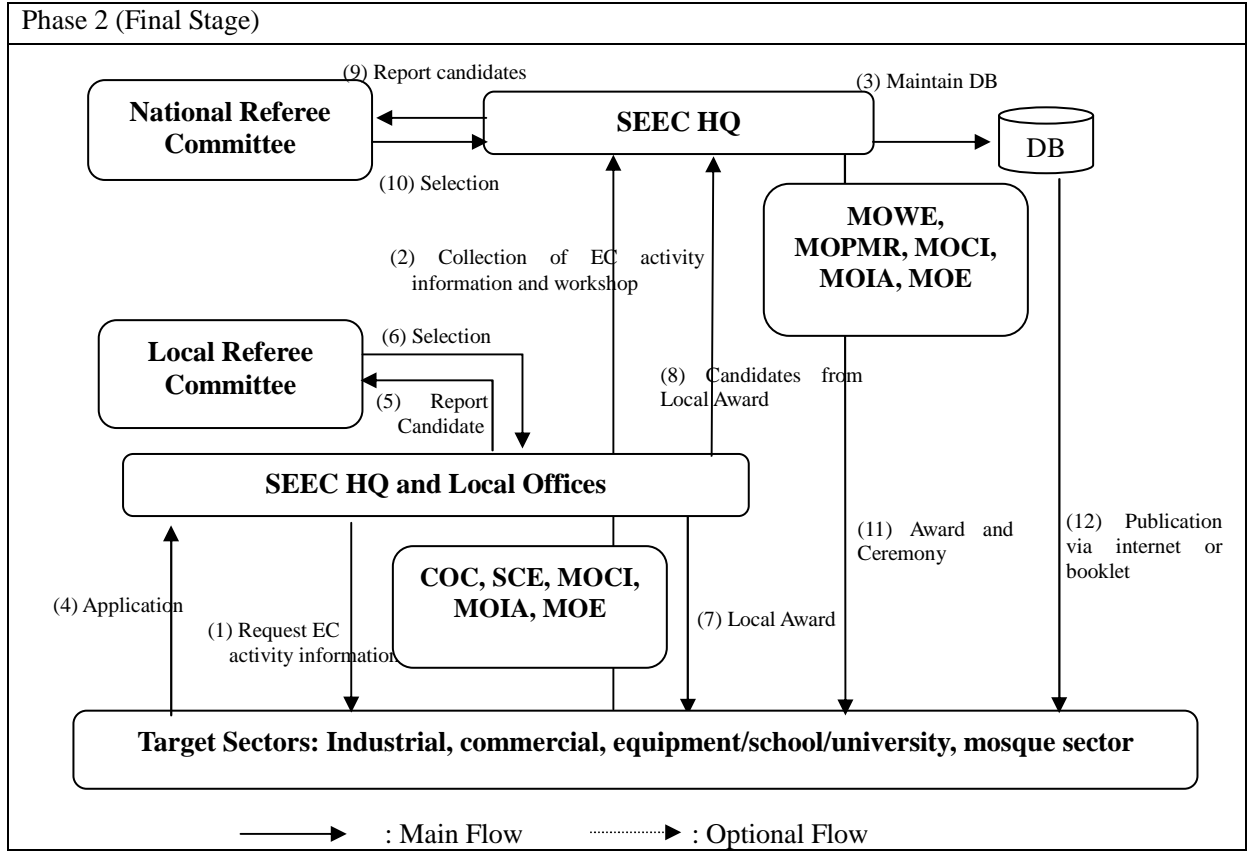 Phase 2 (Final Stage)
(9) Report candidates
(3) Maintain DB
National Referee
Committee
SEEC HQ
DB
(10) Selection
MOWE,
MOPMR, MOCI,
MOIA, MOE
(2) Collection of EC activity
information and workshop
(6) Selection
Local Referee
Committee
(8) Candidates from
Local Award
(5) Report
Candidate
SEEC HQ and Local Offices
(11) Award and
Ceremony
(12) Publication
via internet or
booklet
COC, SCE, MOCI,
MOIA, MOE
(4) Application
(1) Request EC
activity information
(7) Local Award
Target Sectors: Industrial, commercial, equipment/school/university, mosque sector
: Main Flow
: Optional Flow